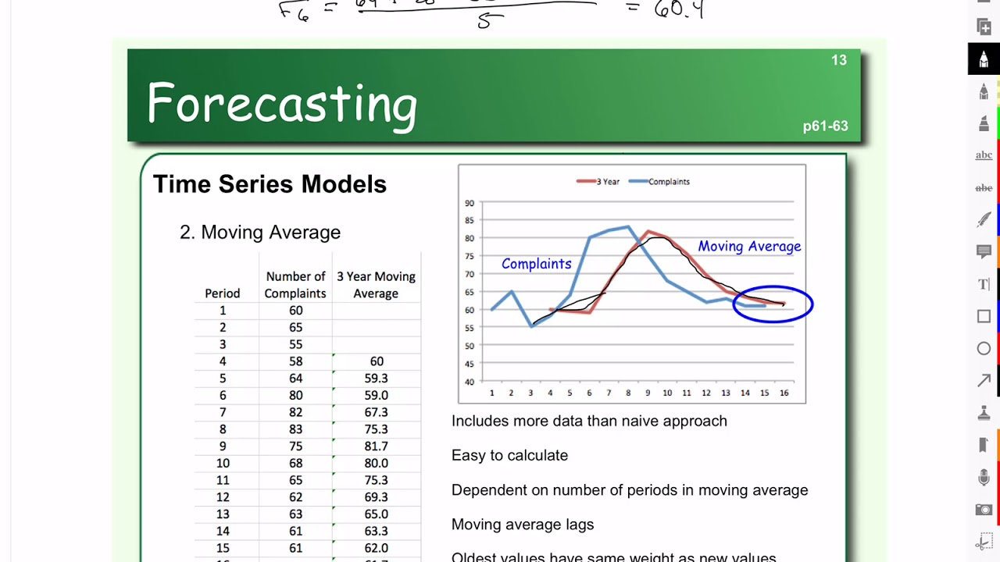 = = 60.4
5
13
Forecasting
p61-63
Time Series Models
2. Moving Average
Number of 3 Year Moving
Period Complaints Average
1 60
2 65
3 55
4 58 60
5 64 59.3
6 80 59.0
7 82 67.3
8 83 75.3
9 75 81.7
10 68 80.0
11 65 75.3
12 62 69.3
13 63 65.0
14 61 63.3
15 61 62.0
3 Year Complaints
90
85
80
75
70
65
60
55
50
45
40
1 2 3 4 5 6 7 8 9 10 11 12 13 14 15 16
Complaints
Moving Average
Includes more data than naive approach
Easy to calculate
Dependent on number of periods in moving average
Moving average lags
Oldest values have same weight as new values
abc
abc
T